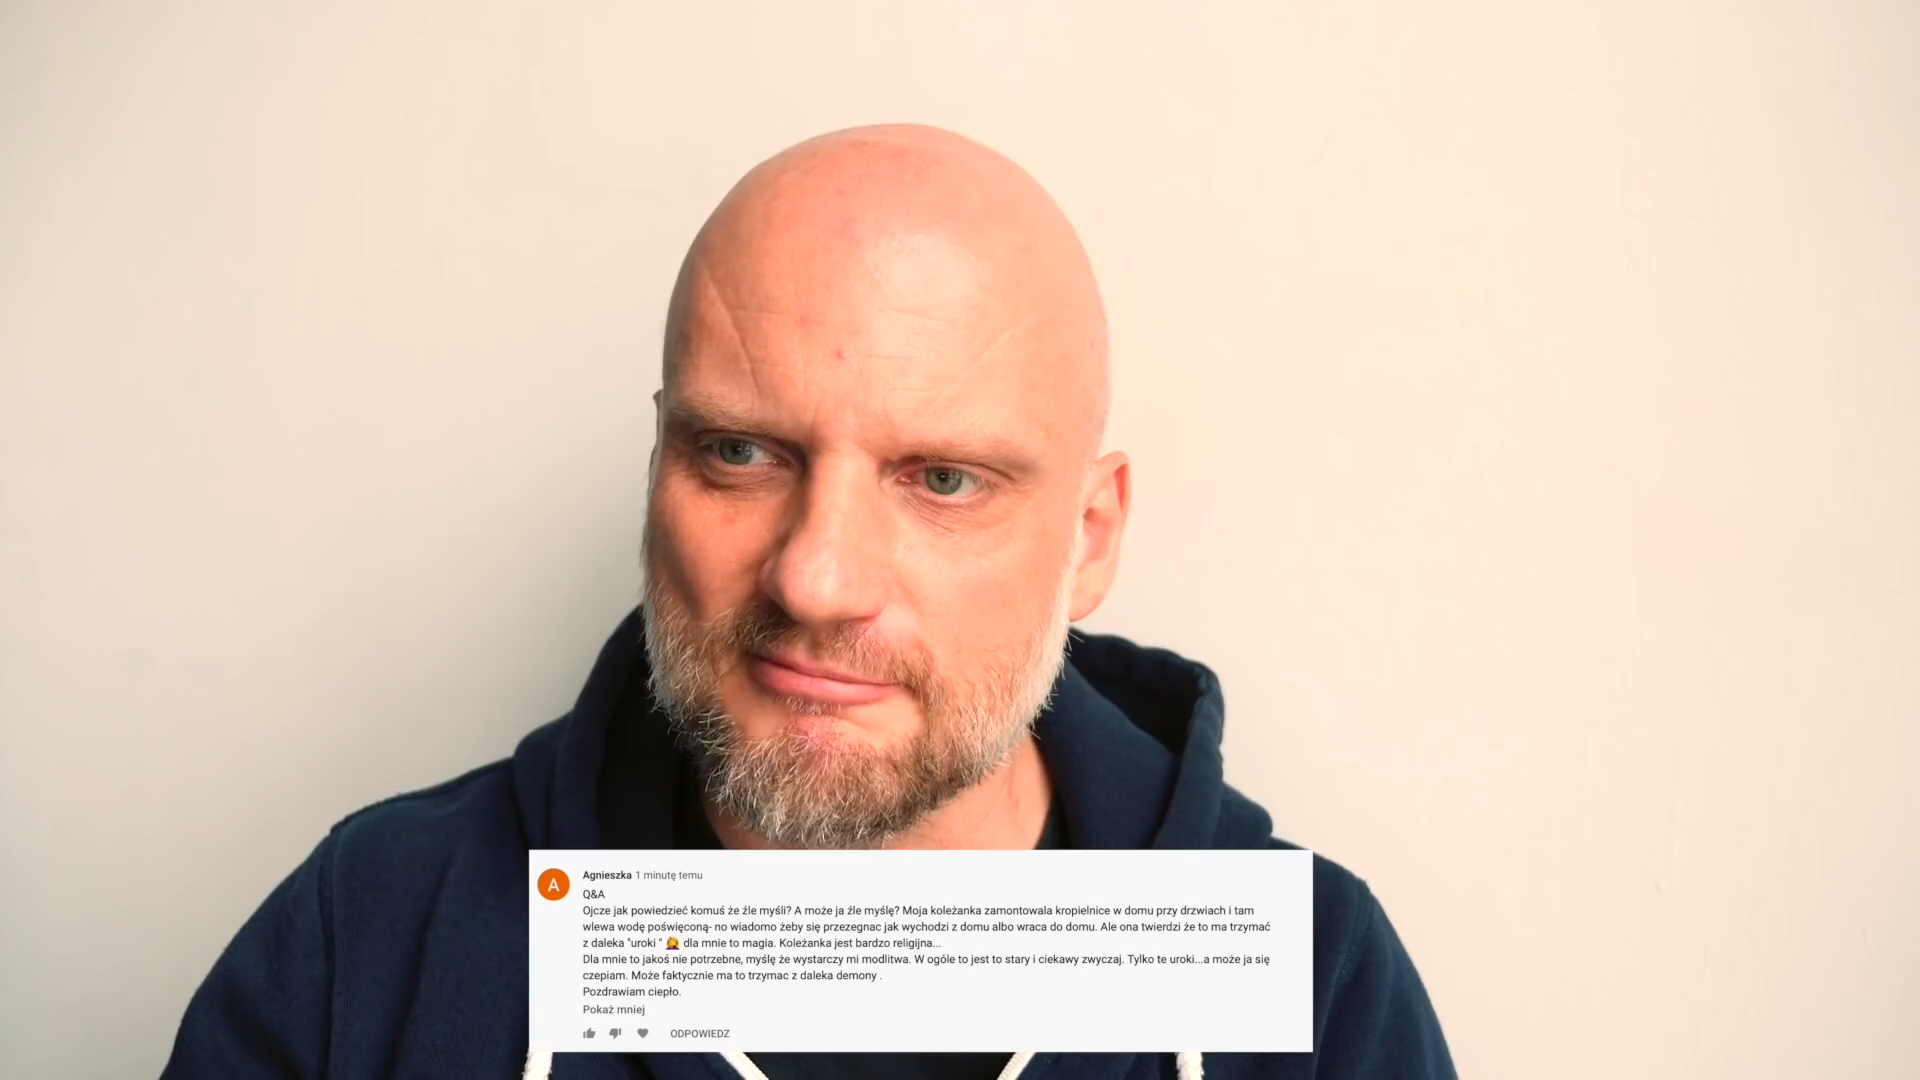 A
Agnieszka 1 minutę temu
Q&A
Ojcze jak powiedzieć komuś że źle myśli? A może ja źle myślę? Moja koleżanka zamontowala kropielnice w domu przy drzwiach i tam
wlewa wodę poświęconą- no wiadomo żeby się przezegnac jak wychodzi z domu albo wraca do domu. Ale ona twierdzi że to ma trzymać
z daleka "uroki " 🤦 dla mnie to magia. Koleżanka jest bardzo religijna...
Dla mnie to jakoś nie potrzebne, myślę że wystarczy mi modlitwa. W ogóle to jest to stary i ciekawy zwyczaj. Tylko te uroki...a może ja się
czepiam. Może faktycznie ma to trzymac z daleka demony .
Pozdrawiam ciepło.
Pokaż mniej
ODPOWIEDZ